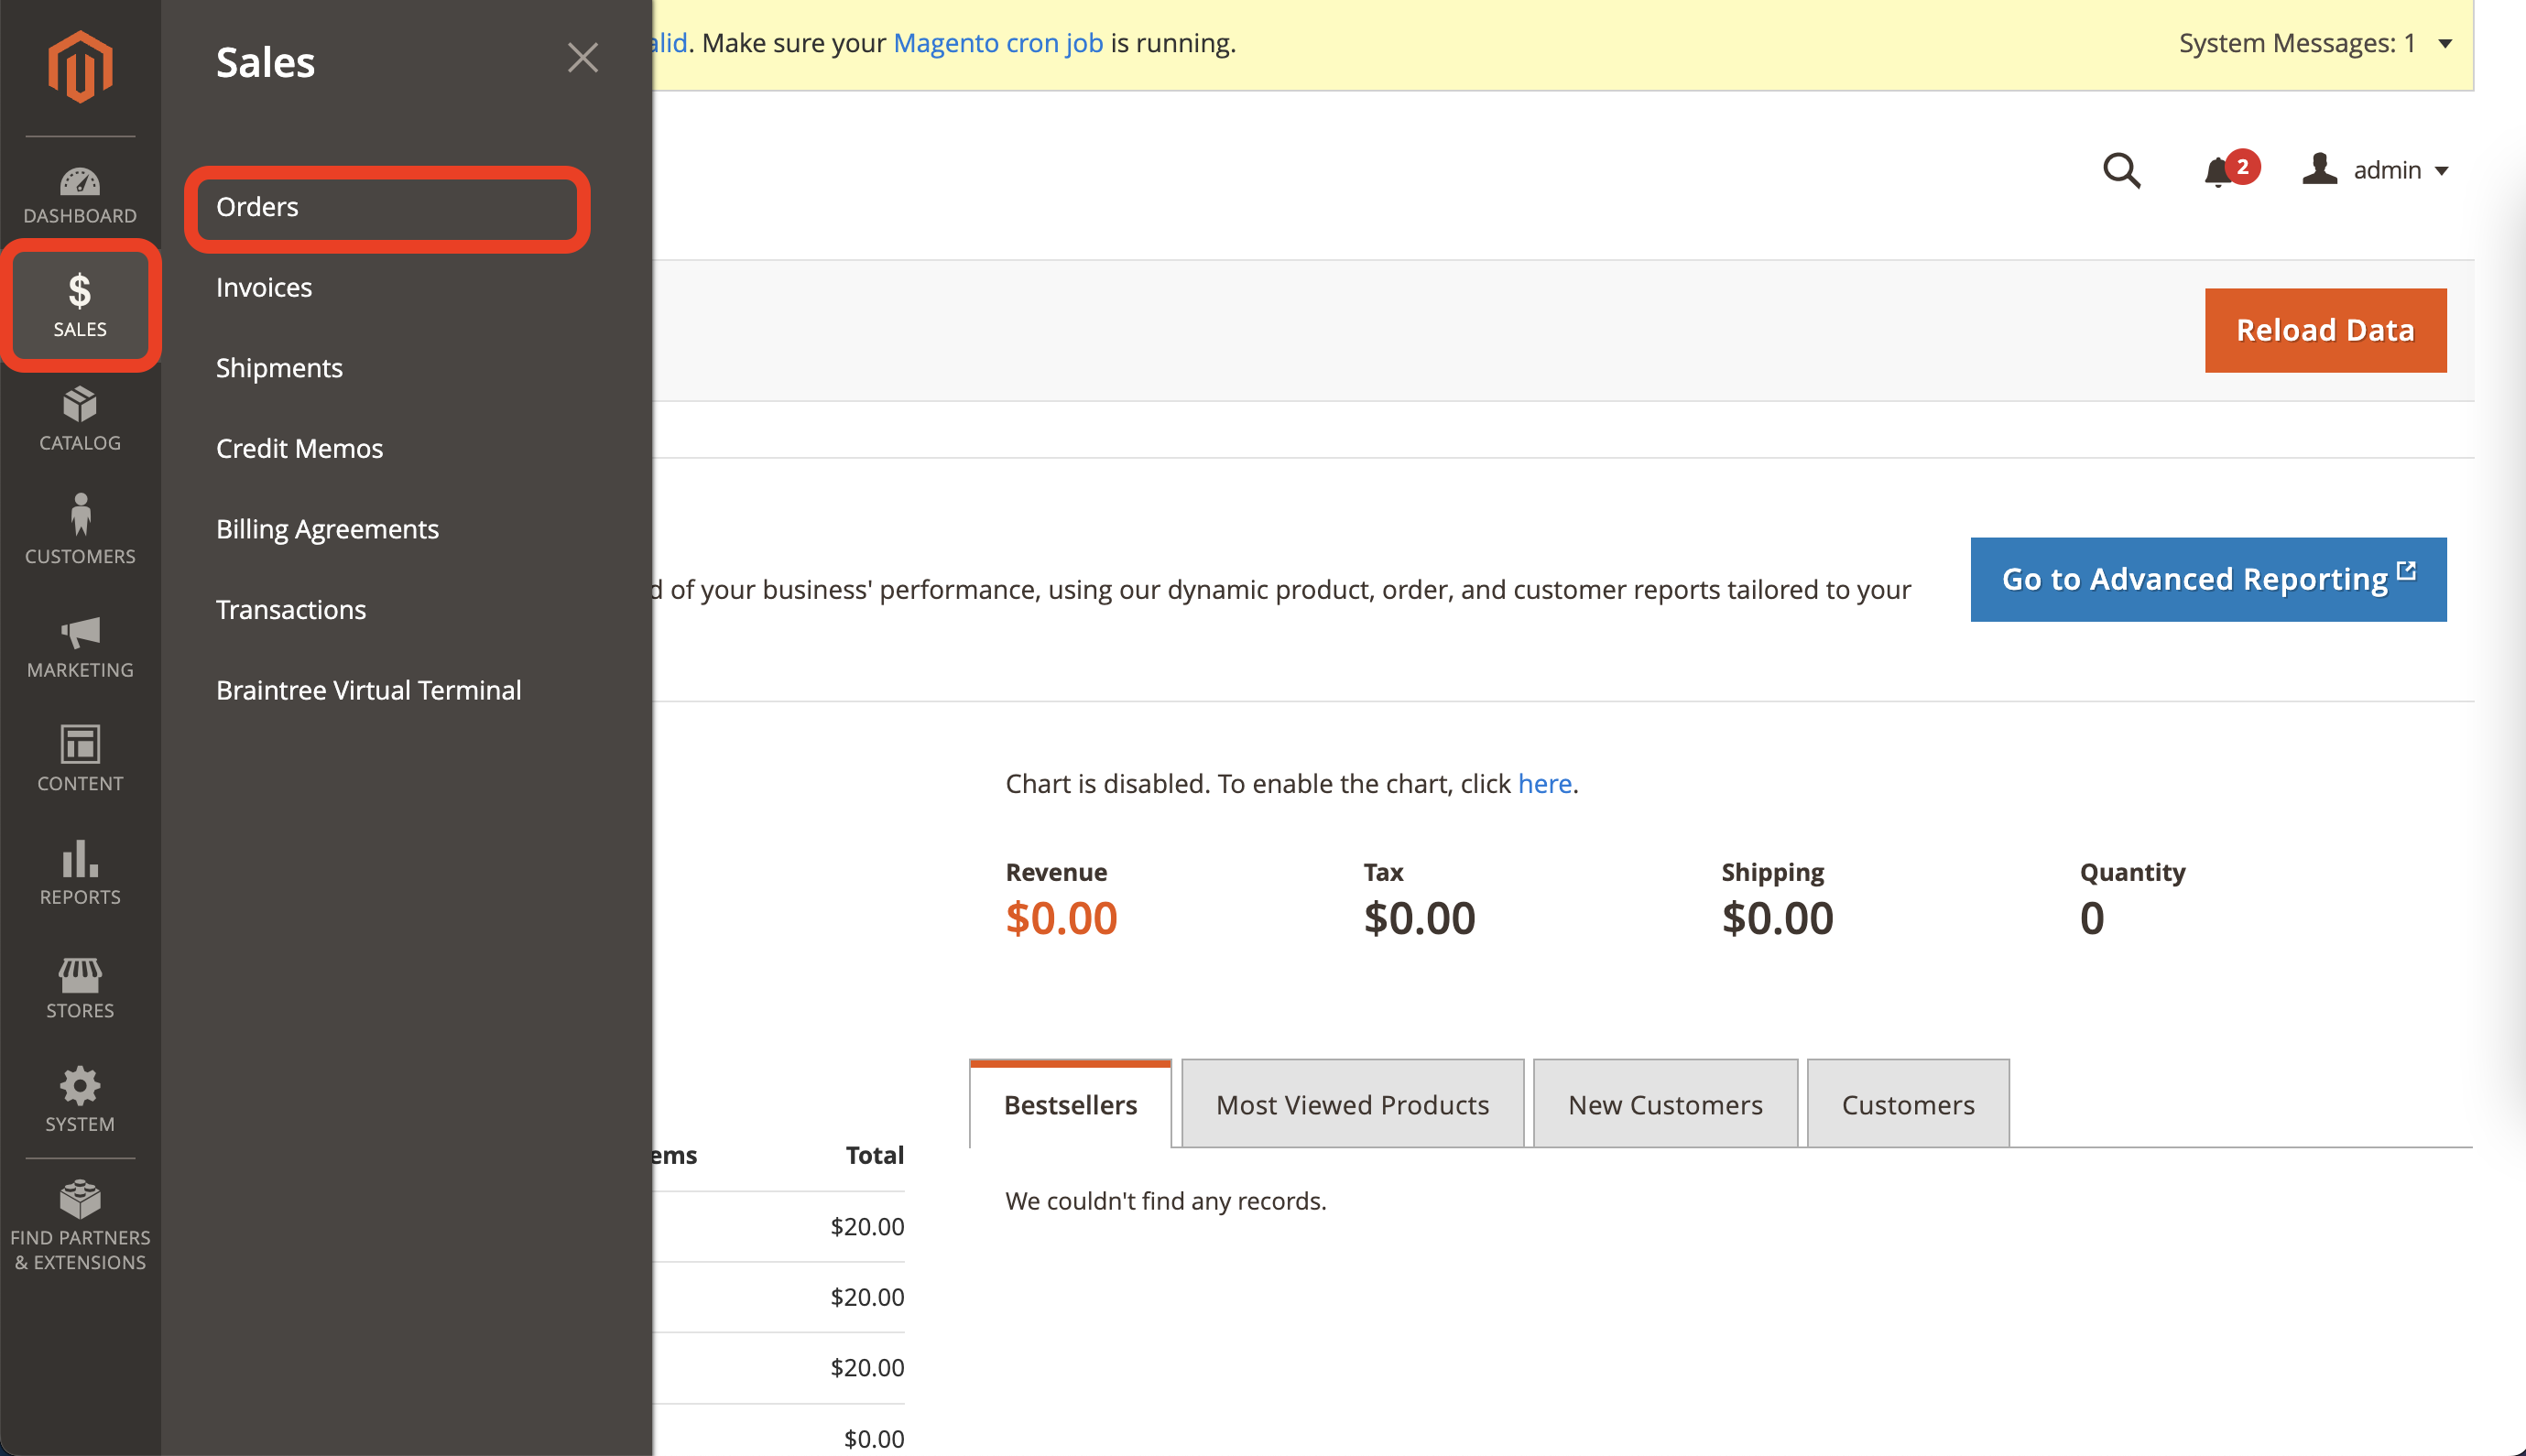 DASHBOARD
SALES
CATALOG
CUSTOMERS
MARKETING
CONTENT
REPORTS
STORES
SYSTEM
FIND PARTNERS
& EXTENSIONS
Sales
Orders
Invoices
Shipments
Credit Memos
Billing Agreements
Transactions
Braintree Virtual Terminal
alid. Make sure your Magento cron job is running.
System Messages: 1
2
admin
Reload Data
d of your business' performance, using our dynamic product, order, and customer reports tailored to your
Go to Advanced Reporting
Chart is disabled. To enable the chart, click here.
Revenue Tax Shipping Quantity
$0.00 $0.00 $0.00 0
Bestsellers Most Viewed Products New Customers Customers
We couldn't find any records.
ems Total
$20.00
$20.00
$20.00
$0.00